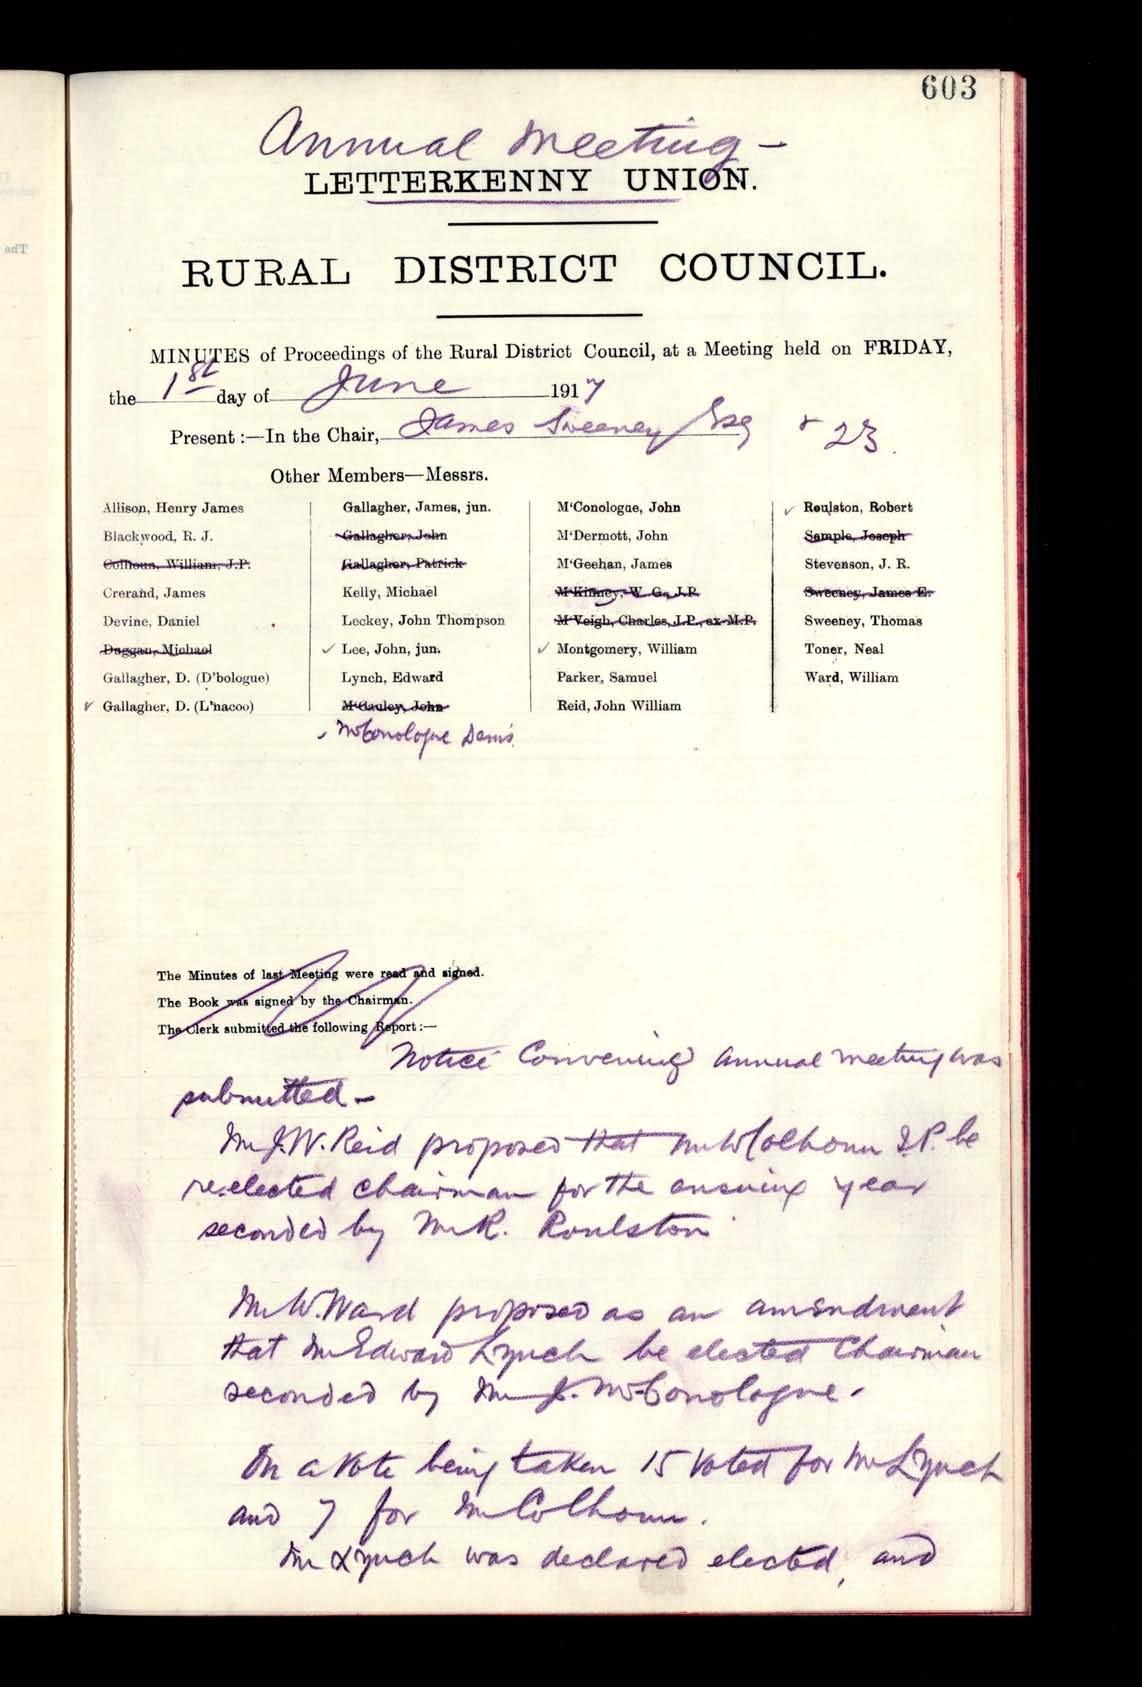 603
Annual Meeting -
LETTERKENNY UNION.
RURAL DISTRICT COUNCIL.
MINUTES of Proceedings of the Rural District Council, at a Meeting held on FRIDAY,
the 1st day of June 1917
Present :—In the Chair, James Sweeney Esq + 23.
Other Members—Messrs.
Allison, Henry James
Blackwood, R. J.
Colhoun, William, J.P.
Crerand, James
Devine, Daniel
Duggan, Michael
Gallagher, D. (D'bologue)
✓ Gallagher, D. (L'nacoo)
Gallagher, James, jun.
Gallagher, John
Gallagher, Patrick
Kelly, Michael
Leckey, John Thompson
✓ Lee, John, jun.
Lynch, Edward
M'Cauley, John
McConologue Denis
M'Conologue, John
M'Dermott, John
M'Geehan, James
M'Kinney, W. G., J.P.
M'Veigh, Charles, J.P., ex-M.P.
✓ Montgomery, William
Parker, Samuel
Reid, John William
✓ Roulston, Robert
Sample, Joseph
Stevenson, J. R.
Sweeney, James E.
Sweeney, Thomas
Toner, Neal
Ward, William
The Minutes of last Meeting were read and signed.
The Book was signed by the Chairman.
The Clerk submitted the following Report :—
Notice Convening annual meeting was
submitted -
Mr J.W. Reid proposed that Mr W Colhoun J.P. be
re.elected chairman for the ensuing year
seconded by Mr R. Roulston
Mr W. Ward proposed as an amendment
that Mr Edward Lynch be elected Chairman
seconded by Mr J. McConologue.
On a vote being taken 15 voted for Mr Lynch
and 7 for Mr Colhoun.
Mr Lynch was declared elected, and